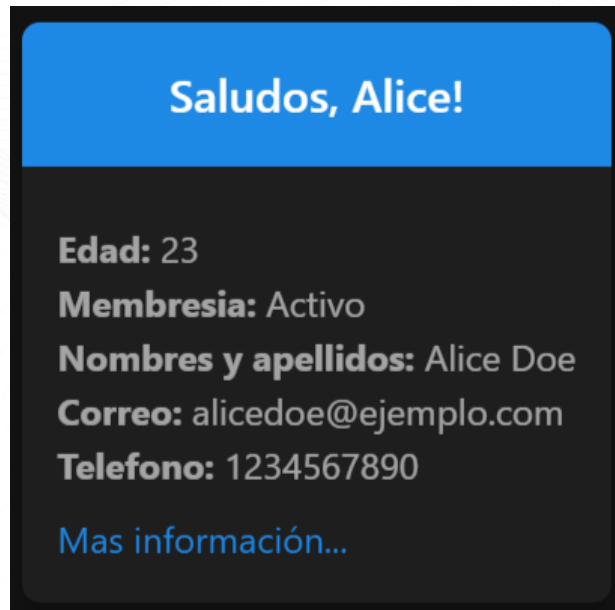 Saludos, Alice!
Edad: 23
Membresia: Activo
Nombres y apellidos: Alice Doe
Correo: alicedoe@ejemplo.com
Telefono: 1234567890
Mas información...